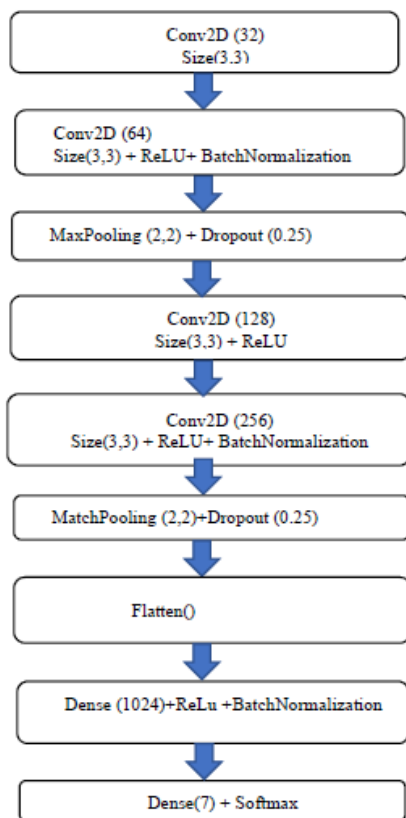 Conv2D (32)
Size(3,3)
Conv2D (64)
Size(3,3) + ReLU+ BatchNormalization
MaxPooling (2,2) + Dropout (0.25)
Conv2D (128)
Size(3,3) + ReLU
Conv2D (256)
Size(3,3) + ReLU+ BatchNormalization
MatchPooling (2,2)+Dropout (0.25)
Flatten()
Dense (1024)+ReLu +BatchNormalization
Dense(7) + Softmax